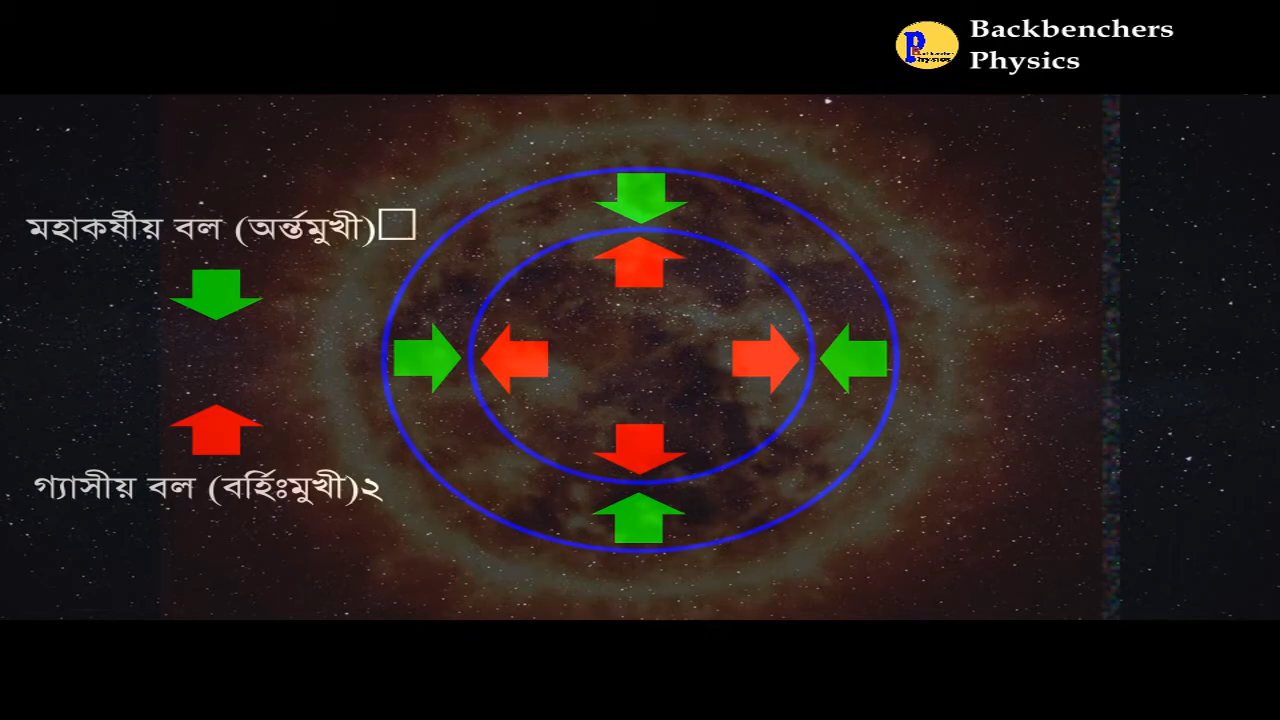 Backbenchers
Physics
মহাকর্ষীয় বল (অর্ন্তমুখী)□
গ্যাসীয় বল (বর্হিঃমুখী)২